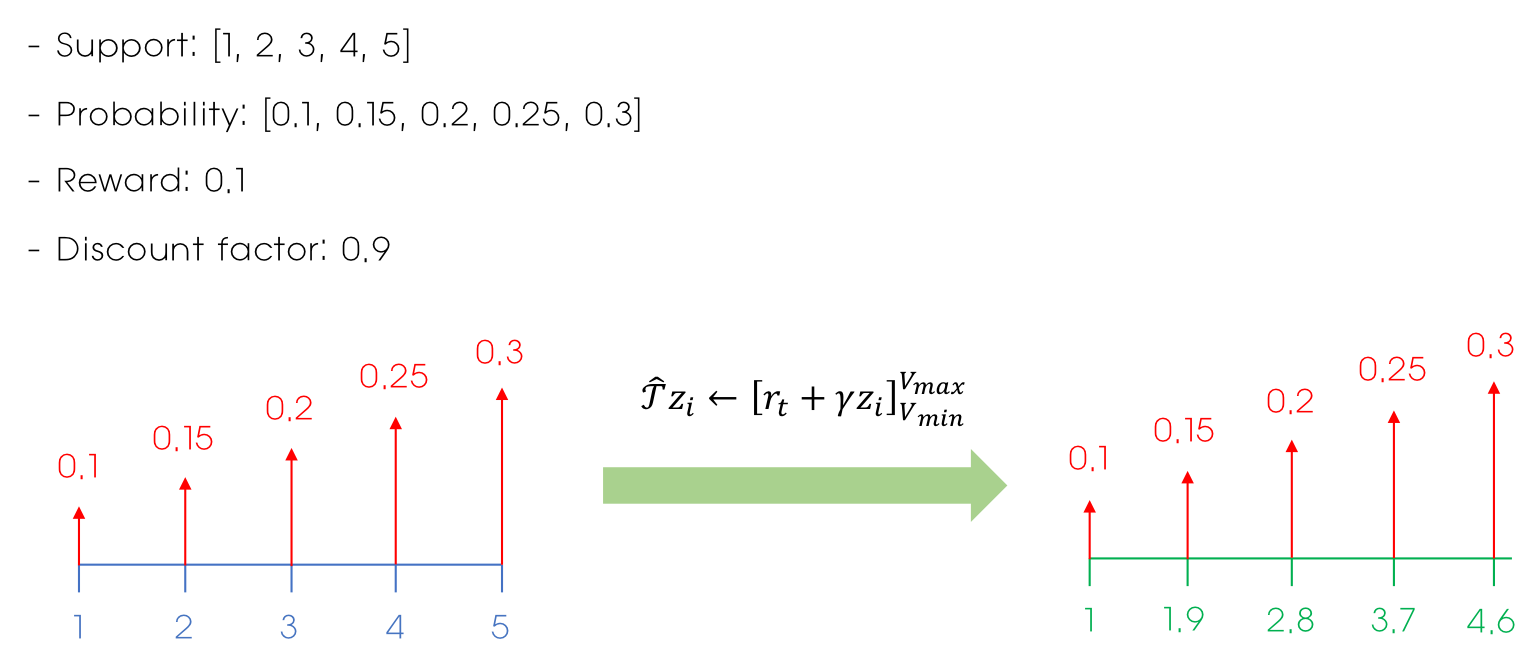 - Support: [1, 2, 3, 4, 5]
- Probability: [0.1, 0.15, 0.2, 0.25, 0.3]
- Reward: 0.1
- Discount factor: 0.9
0.1 0.15 0.2 0.25 0.3
1 2 3 4 5
𝒯̂z_i ← [r_t + γz_i]_{V_min}^{V_max}
0.1 0.15 0.2 0.25 0.3
1 1.9 2.8 3.7 4.6